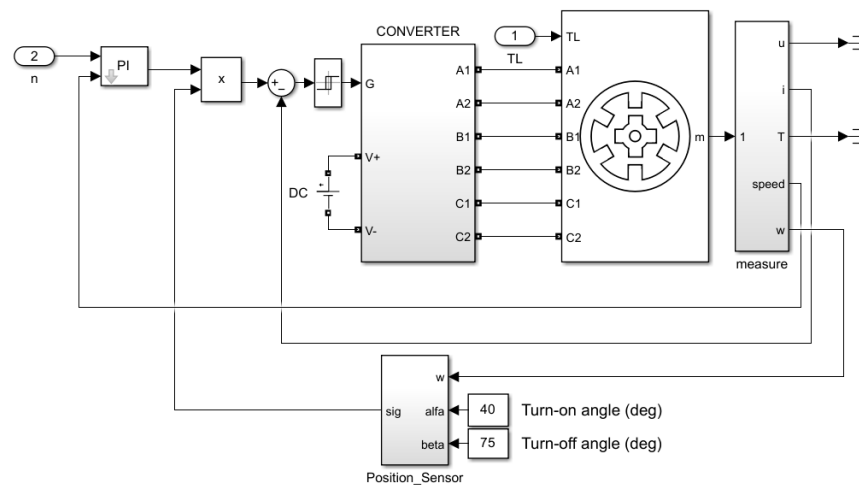 CONVERTER
2
n
PI
x
+
−
G
V+
V-
DC
A1
A2
B1
B2
C1
C2
1
TL
TL
A1
A2
B1
B2
C1
C2
m
1
u
i
T
speed
w
measure
sig
w
alfa
beta
Position_Sensor
40
Turn-on angle (deg)
75
Turn-off angle (deg)